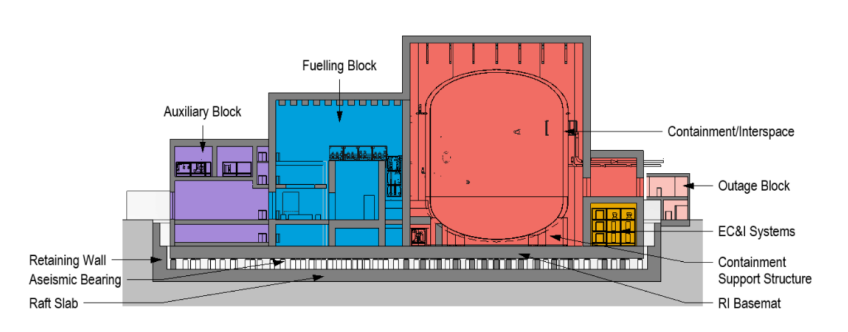 Fuelling Block
Auxiliary Block
Containment/Interspace
Outage Block
EC&I Systems
Retaining Wall
Containment
Support Structure
Aseismic Bearing
Raft Slab
RI Basemat